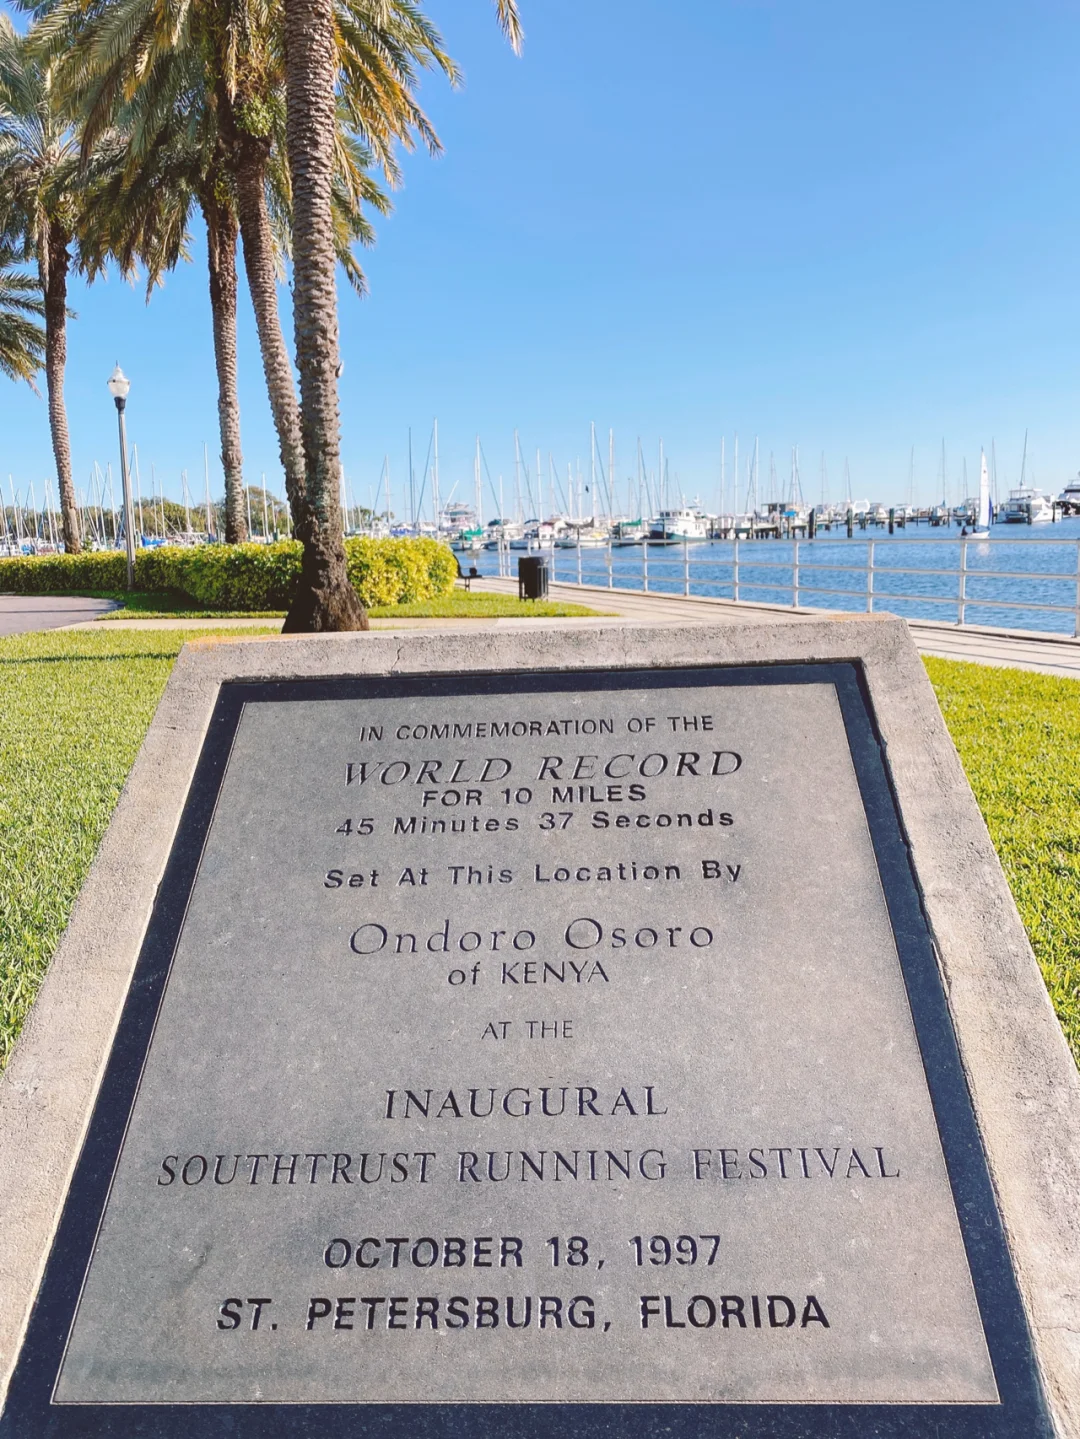 IN COMMEMORATION OF THE
WORLD RECORD
FOR 10 MILES
45 Minutes 37 Seconds
Set At This Location By
Ondoro Osoro
of KENYA
AT THE
INAUGURAL
SOUTHTRUST RUNNING FESTIVAL
OCTOBER 18, 1997
ST. PETERSBURG, FLORIDA